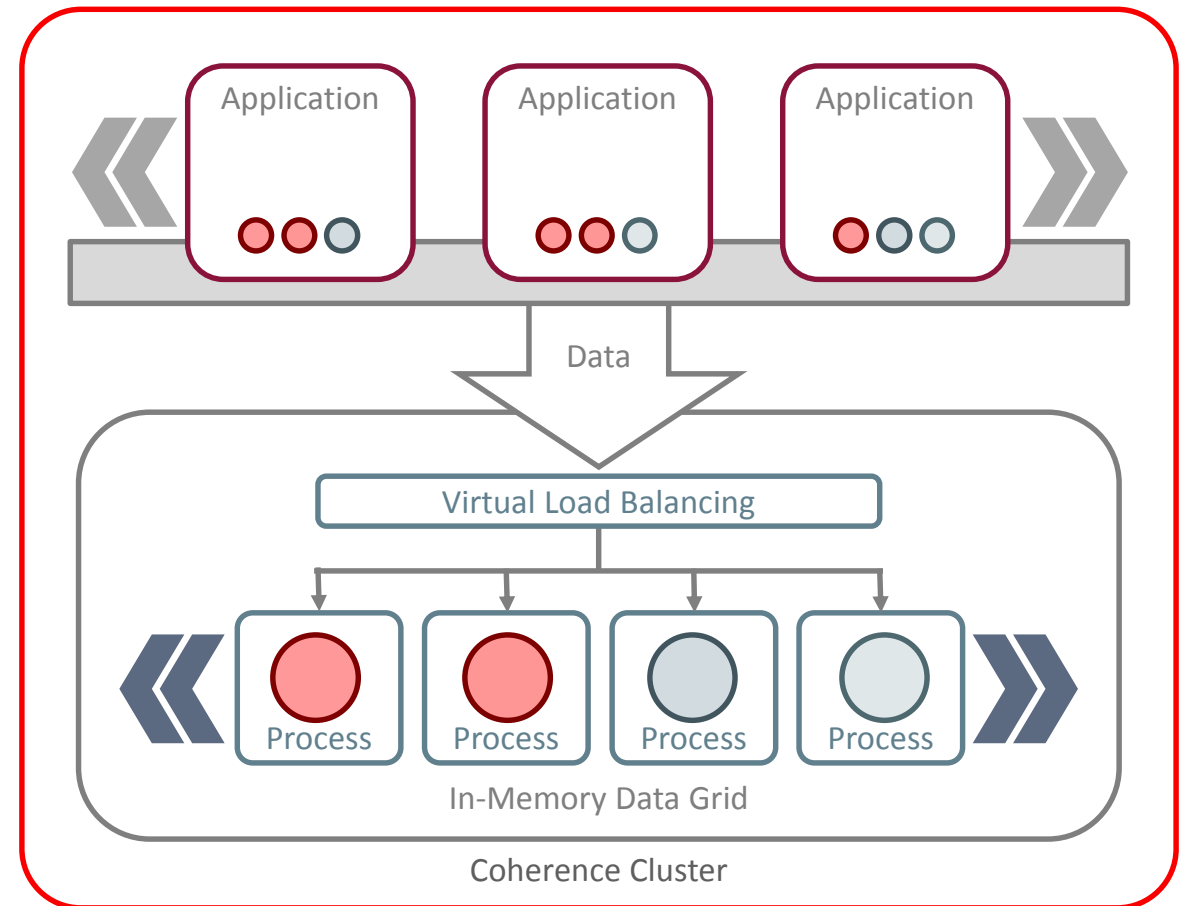 Application
Application
Application
Data
Virtual Load Balancing
Process
Process
Process
Process
In-Memory Data Grid
Coherence Cluster